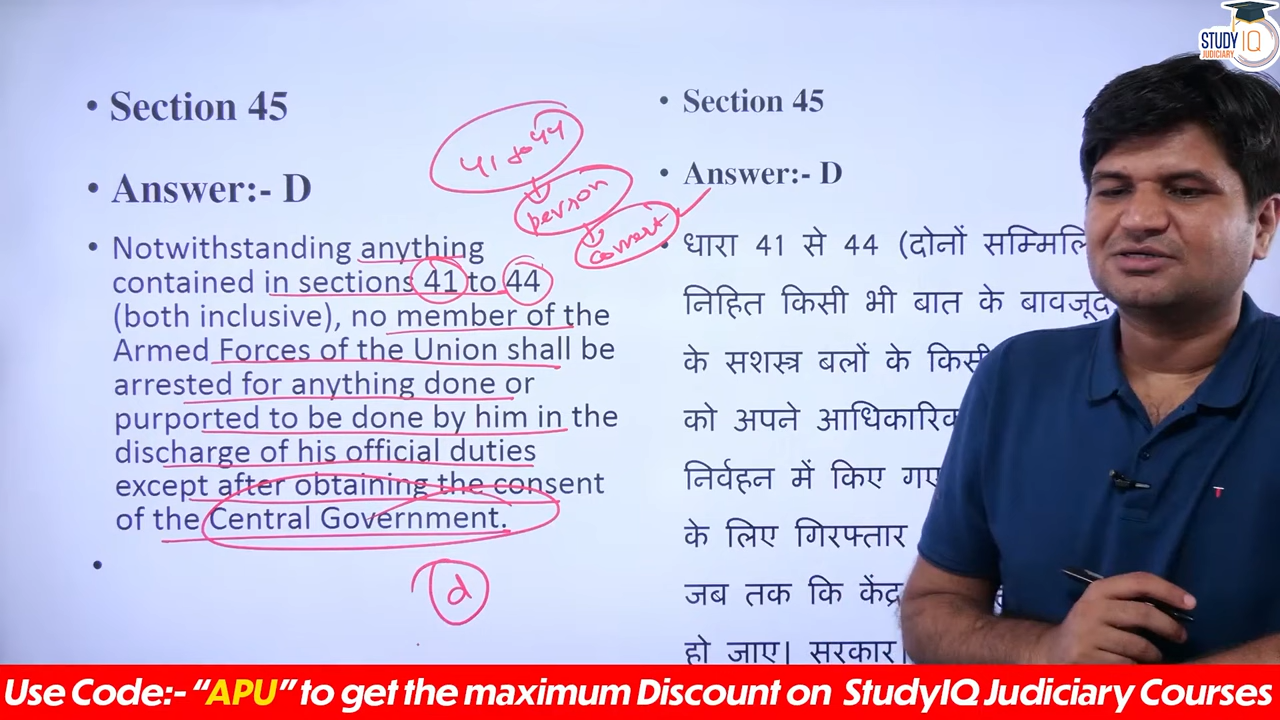 STUDY IQ
JUDICIARY
• Section 45
• Answer:- D
Notwithstanding anything
contained in sections 41 to 44
(both inclusive), no member of the
Armed Forces of the Union shall be
arrested for anything done or
purported to be done by him in the
discharge of his official duties
except after obtaining the consent
of the Central Government.
41 to 44
person
d
• Section 45
• Answer:- D
धारा 41 से 44 (दोनों
निहित किसी भी बात के बावजूद
के सशस्त्र बलों के
को अपने
निर्वहन में किए
के लिए गिरफ्तार
जब तक कि
हो जाए। सरकार।
Use Code:- “APU” to get the maximum Discount on StudyIQ Judiciary Courses